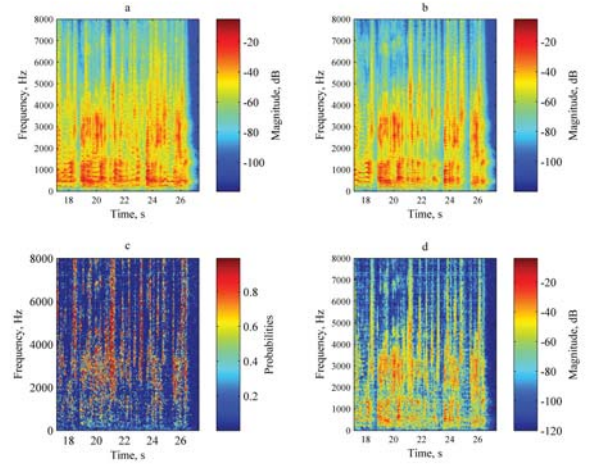 a
8000
7000
6000
5000
4000
3000
2000
1000
0
Frequency, Hz
18 20 22 24 26
Time, s
-20
-40
-60
-80
-100
Magnitude, dB
b
8000
7000
6000
5000
4000
3000
2000
1000
0
Frequency, Hz
18 20 22 24 26
Time, s
-20
-40
-60
-80
-100
Magnitude, dB
c
8000
6000
4000
2000
0
Frequency, Hz
18 20 22 24 26
Time, s
0.8
0.6
0.4
0.2
Probabilities
d
8000
7000
6000
5000
4000
3000
2000
1000
0
Frequency, Hz
18 20 22 24 26
Time, s
-20
-40
-60
-80
-100
-120
Magnitude, dB